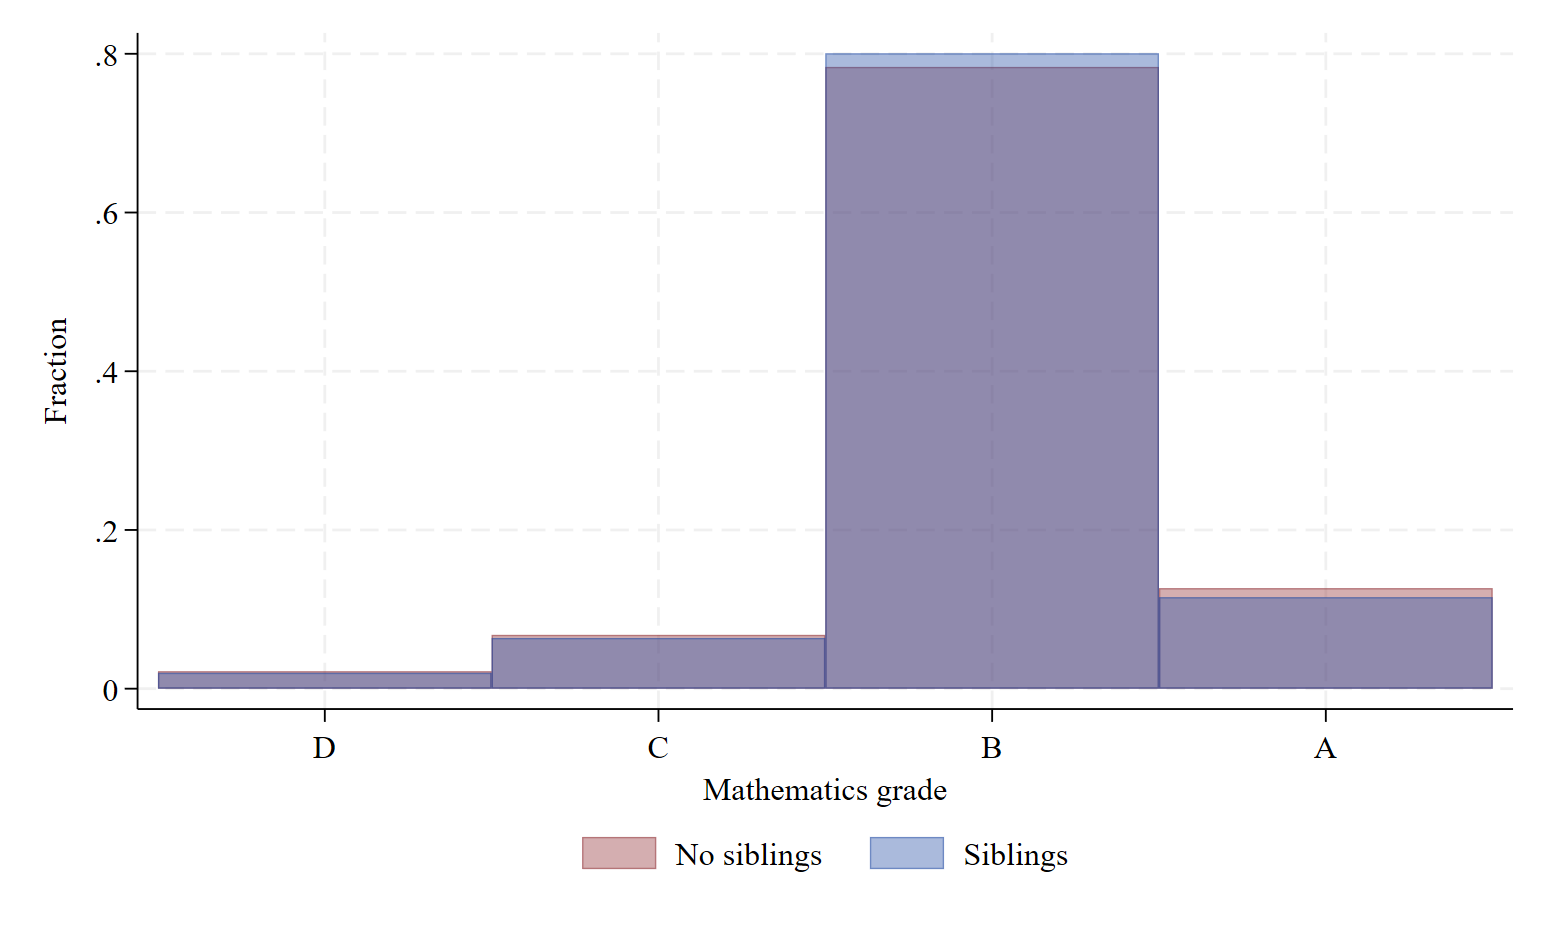 .8
.6
.4
.2
0
Fraction
D C B A
Mathematics grade
No siblings Siblings